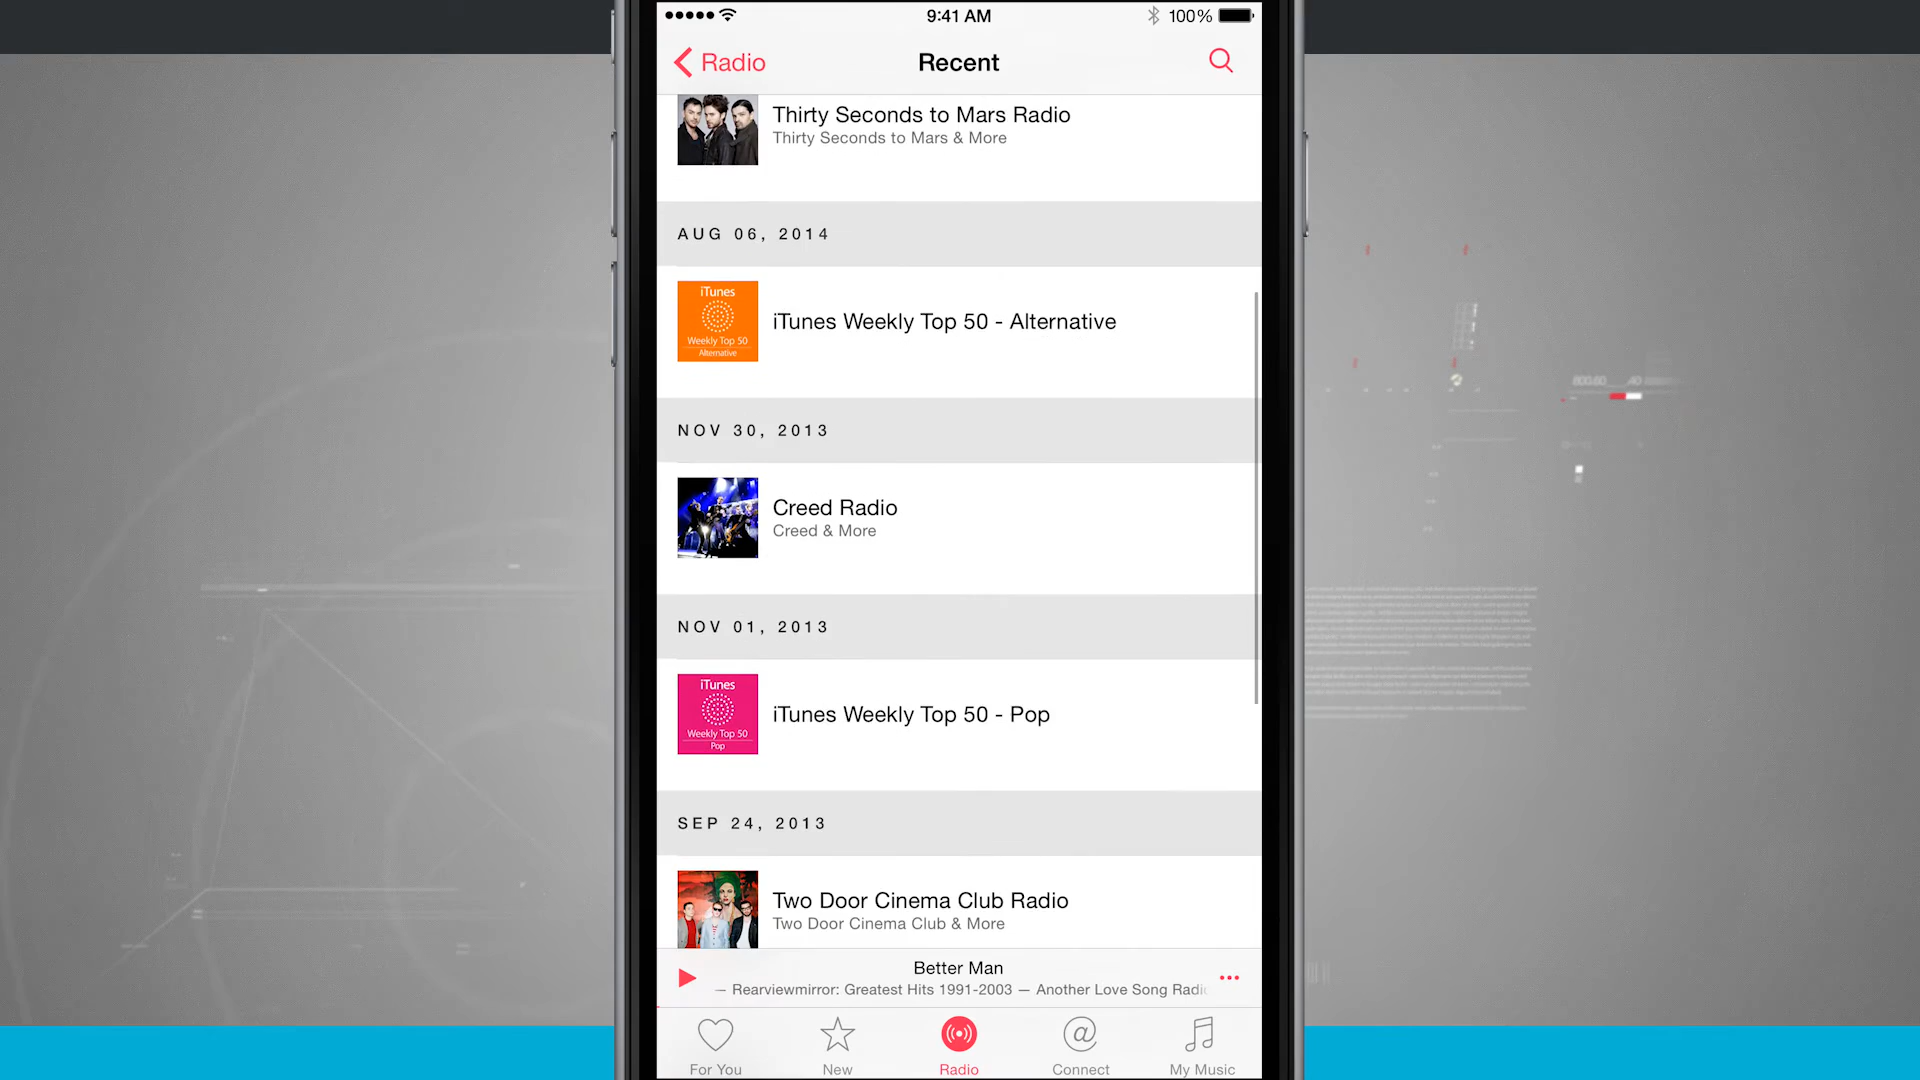 9:41 AM
100%
Radio
Recent
Thirty Seconds to Mars Radio
Thirty Seconds to Mars & More
AUG 06, 2014
iTunes
Weekly Top 50
Alternative
iTunes Weekly Top 50 - Alternative
NOV 30, 2013
Creed Radio
Creed & More
NOV 01, 2013
iTunes
Weekly Top 50
Pop
iTunes Weekly Top 50 - Pop
SEP 24, 2013
Two Door Cinema Club Radio
Two Door Cinema Club & More
Better Man
— Rearviewmirror: Greatest Hits 1991-2003 — Another Love Song Radi
For You
New
Radio
Connect
My Music